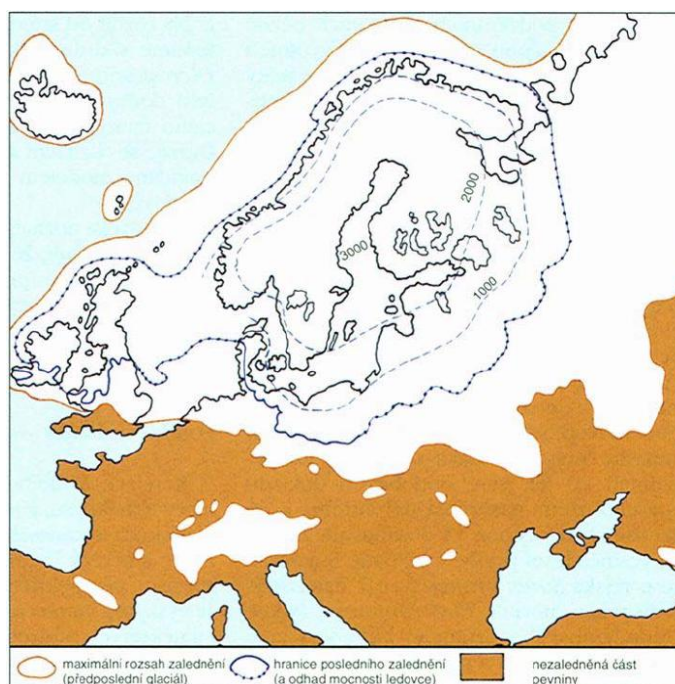 2000
3000
1000
maximální rozsah zalednění
(předposlední glaciál)
hranice posledního zalednění
(a odhad mocnosti ledovce)
nezaledněná část
pevniny